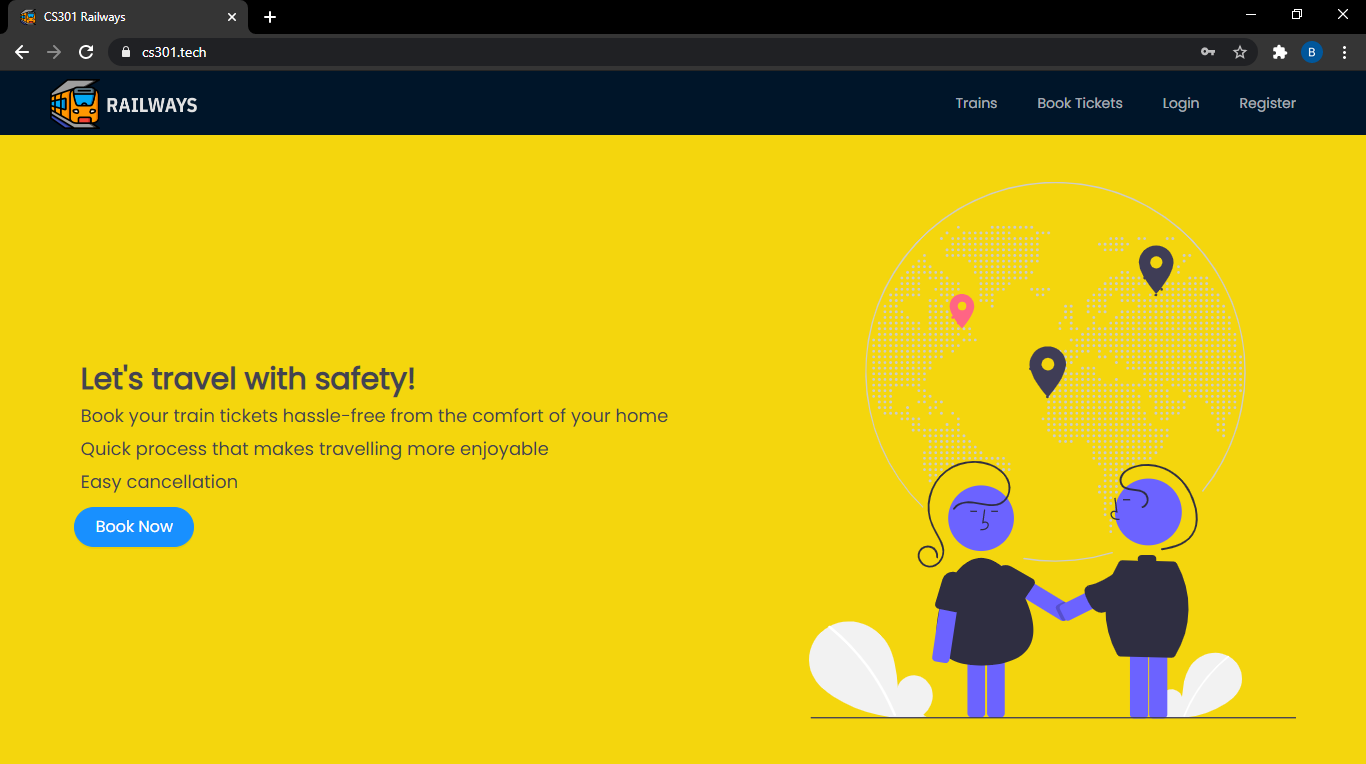 CS301 Railways
cs301.tech
B
RAILWAYS
Trains
Book Tickets
Login
Register
Let's travel with safety!
Book your train tickets hassle-free from the comfort of your home
Quick process that makes travelling more enjoyable
Easy cancellation
Book Now